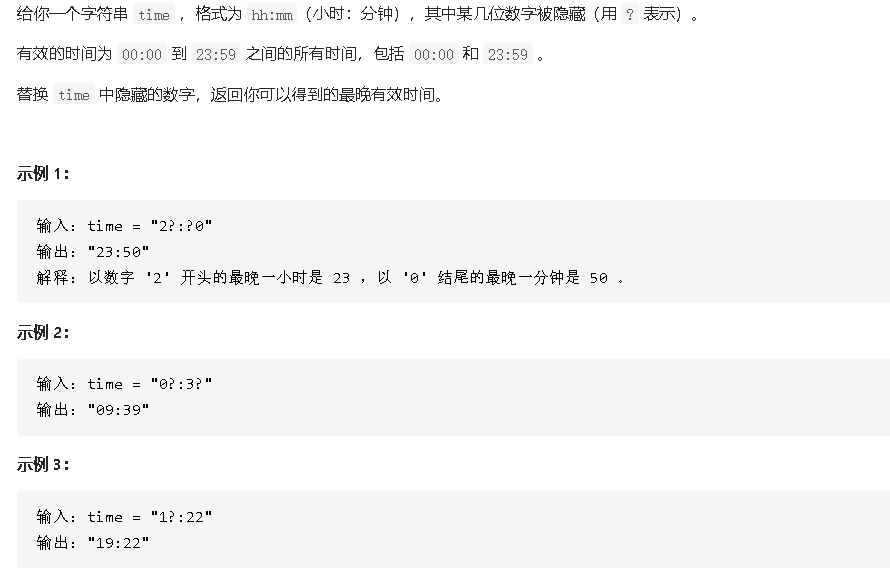 给你一个字符串 time ，格式为 hh:mm（小时：分钟），其中某几位数字被隐藏（用 ? 表示）。
有效的时间为 00:00 到 23:59 之间的所有时间，包括 00:00 和 23:59 。
替换 time 中隐藏的数字，返回你可以得到的最晚有效时间。
示例 1：
输入：time = "2?:?0"
输出："23:50"
解释：以数字 '2' 开头的最晚一小时是 23 ，以 '0' 结尾的最晚一分钟是 50 。
示例 2：
输入：time = "0?:3?"
输出："09:39"
示例 3：
输入：time = "1?:22"
输出："19:22"